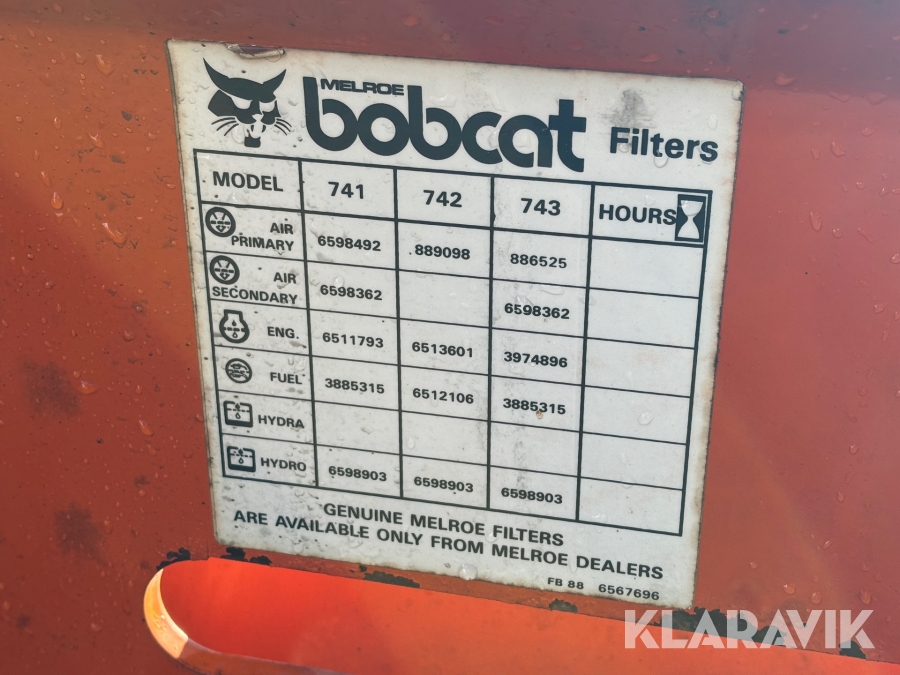 MELROE
bobcat Filters
MODEL 741 742 743 HOURS
AIR PRIMARY 6598492 889098 886525
AIR SECONDARY 6598362 6598362
ENG. 6511793 6513601 3974896
FUEL 3885315 6512106 3885315
HYDRA
HYDRO 6598903 6598903 6598903
GENUINE MELROE FILTERS
ARE AVAILABLE ONLY FROM MELROE DEALERS
FB 88 6567696
KLARAVIK